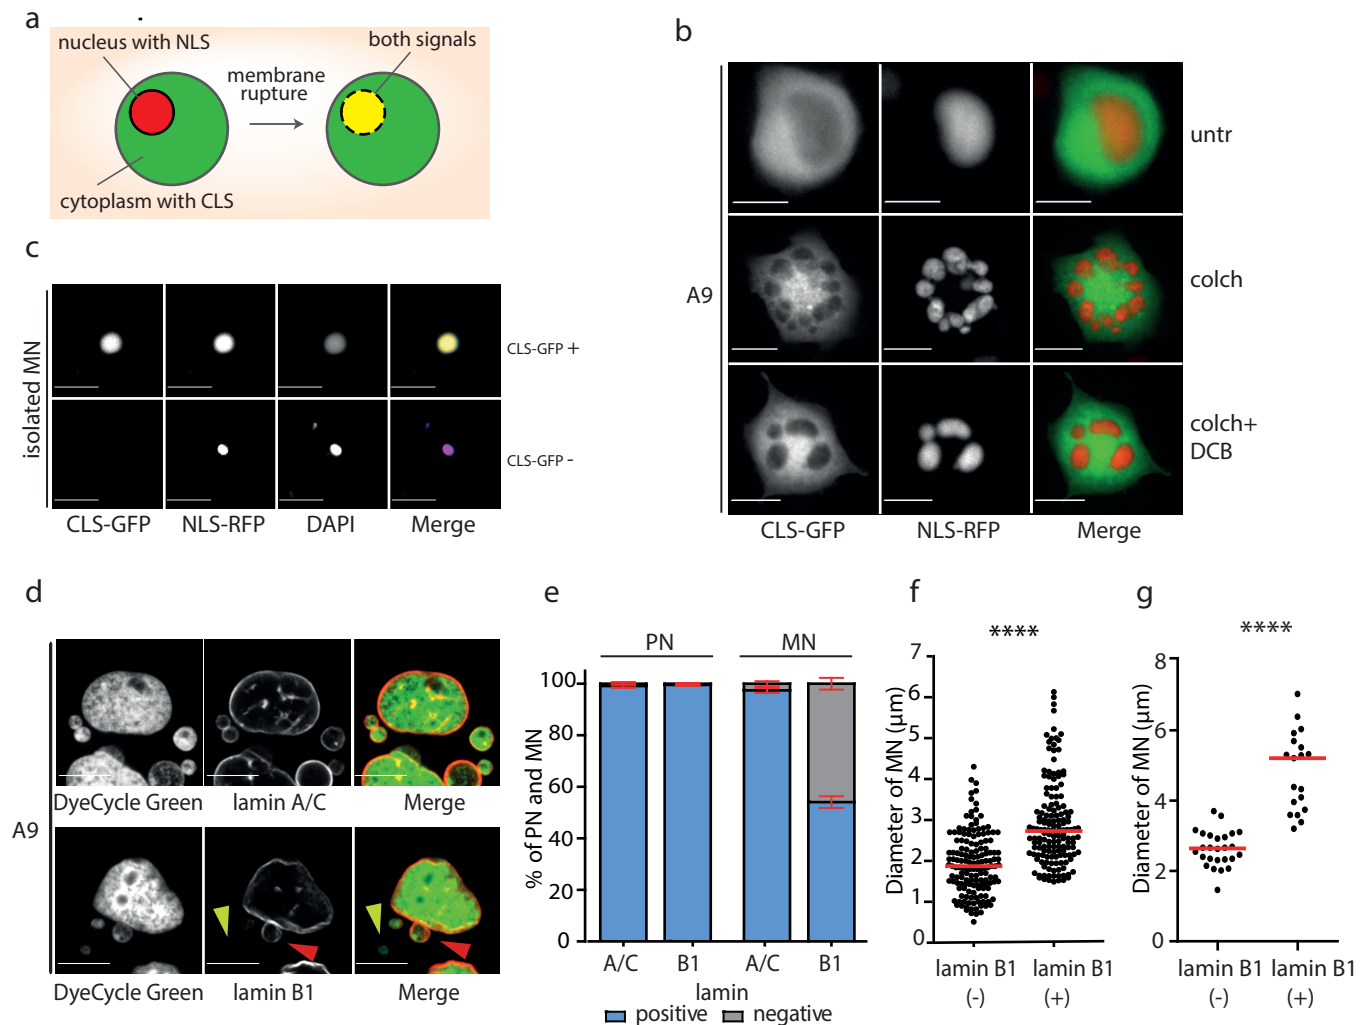 a
nucleus with NLS
both signals
membrane
rupture
cytoplasm with CLS
b
A9
untr
colch
colch+
DCB
CLS-GFP
NLS-RFP
Merge
c
isolated MN
CLS-GFP +
CLS-GFP -
CLS-GFP
NLS-RFP
DAPI
Merge
d
A9
DyeCycle Green
lamin A/C
Merge
DyeCycle Green
lamin B1
Merge
e
PN
MN
% of PN and MN
100
80
60
40
20
0
A/C
B1
A/C
B1
lamin
positive
negative
f
****
Diameter of MN (µm)
7
6
5
4
3
2
1
0
lamin B1
(-)
lamin B1
(+)
g
****
Diameter of MN (µm)
8
6
4
2
0
lamin B1
(-)
lamin B1
(+)